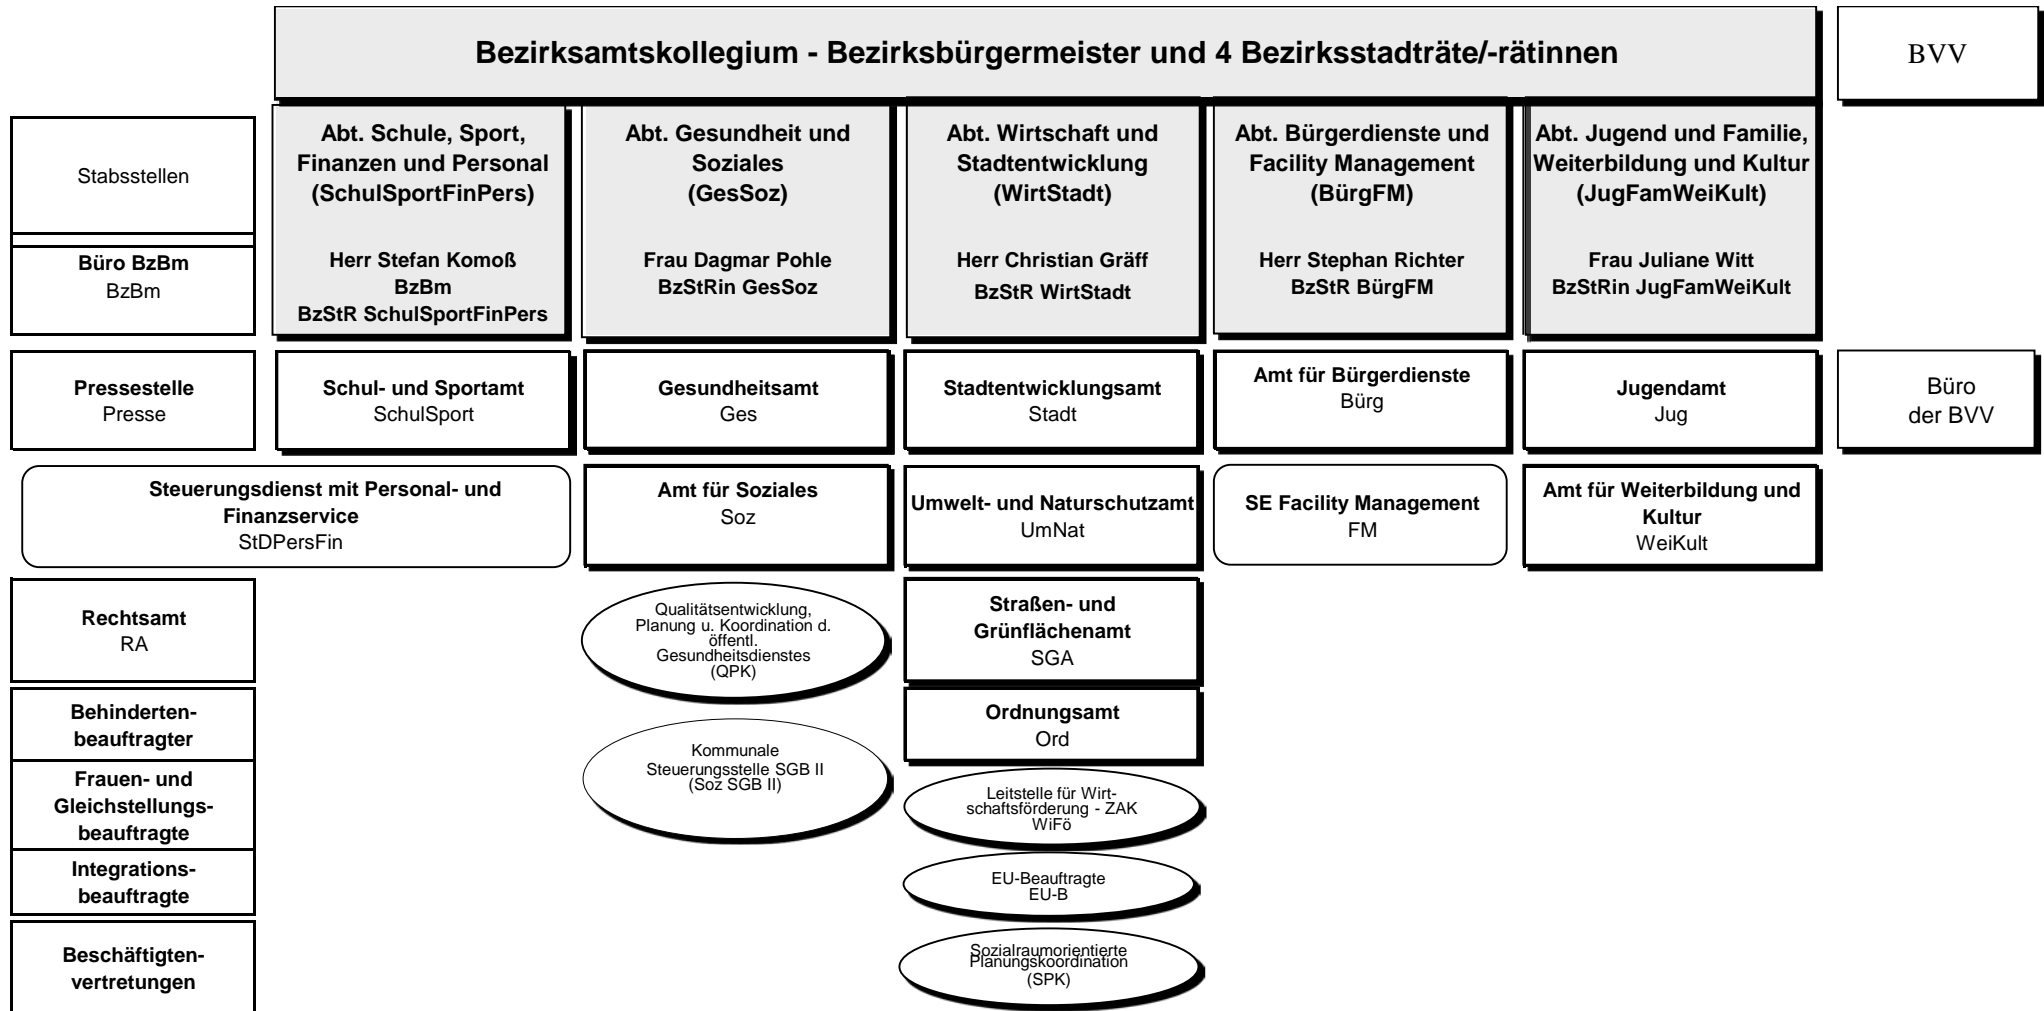 Bezirksamtskollegium - Bezirksbürgermeister und 4 Bezirksstadträte/-rätinnen
BVV
Stabsstellen
Büro BzBm
BzBm
Pressestelle
Presse
Steuerungsdienst mit Personal- und
Finanzservice
StDPersFin
Rechtsamt
RA
Behinderten-
beauftragter
Frauen- und
Gleichstellungs-
beauftragte
Integrations-
beauftragte
Beschäftigten-
vertretungen
Abt. Schule, Sport,
Finanzen und Personal
(SchulSportFinPers)
Herr Stefan Komoß
BzBm
BzStR SchulSportFinPers
Schul- und Sportamt
SchulSport
Abt. Gesundheit und
Soziales
(GesSoz)
Frau Dagmar Pohle
BzStRin GesSoz
Gesundheitsamt
Ges
Amt für Soziales
Soz
Qualitätsentwicklung,
Planung u. Koordination d.
öffentl.
Gesundheitsdienstes
(QPK)
Kommunale
Steuerungsstelle SGB II
(Soz SGB II)
Abt. Wirtschaft und
Stadtentwicklung
(WirtStadt)
Herr Christian Gräff
BzStR WirtStadt
Stadtentwicklungsamt
Stadt
Umwelt- und Naturschutzamt
UmNat
Straßen- und
Grünflächenamt
SGA
Ordnungsamt
Ord
Leitstelle für Wirt-
schaftsförderung - ZAK
WiFö
EU-Beauftragte
EU-B
Sozialraumorientierte
Planungskoordination
(SPK)
Abt. Bürgerdienste und
Facility Management
(BürgFM)
Herr Stephan Richter
BzStR BürgFM
Amt für Bürgerdienste
Bürg
SE Facility Management
FM
Abt. Jugend und Familie,
Weiterbildung und Kultur
(JugFamWeiKult)
Frau Juliane Witt
BzStRin JugFamWeiKult
Jugendamt
Jug
Amt für Weiterbildung und
Kultur
WeiKult
Büro
der BVV